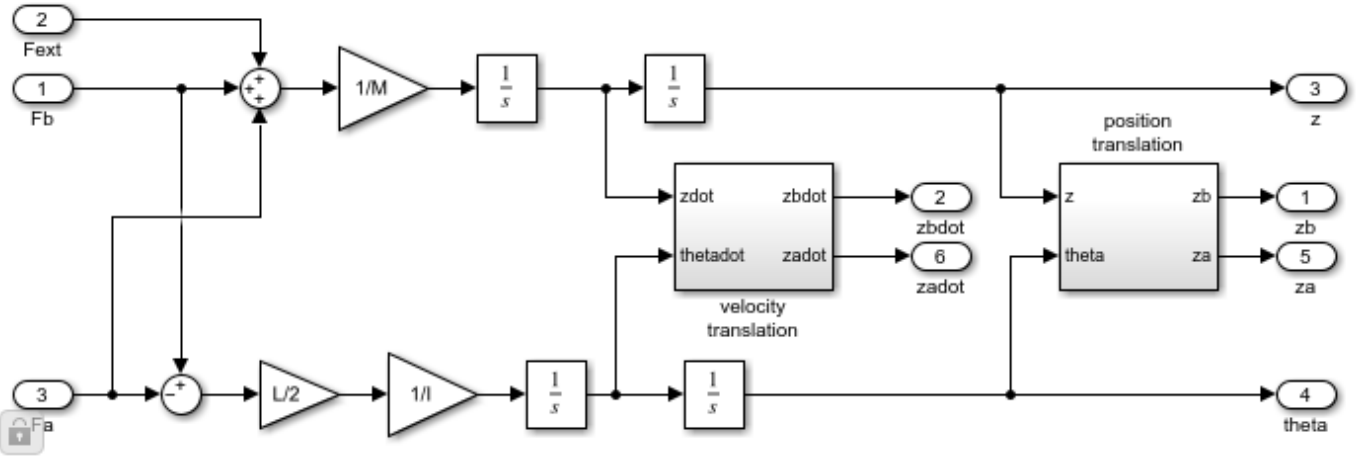 2
Fext
1
Fb
+
+
+
1/M
1
s
1
s
3
z
position
translation
zdot
zbdot
thetadot
zadot
velocity
translation
2
zbdot
6
zadot
z
zb
theta
za
1
zb
5
za
3
Fa
+
−
L/2
1/I
1
s
1
s
4
theta